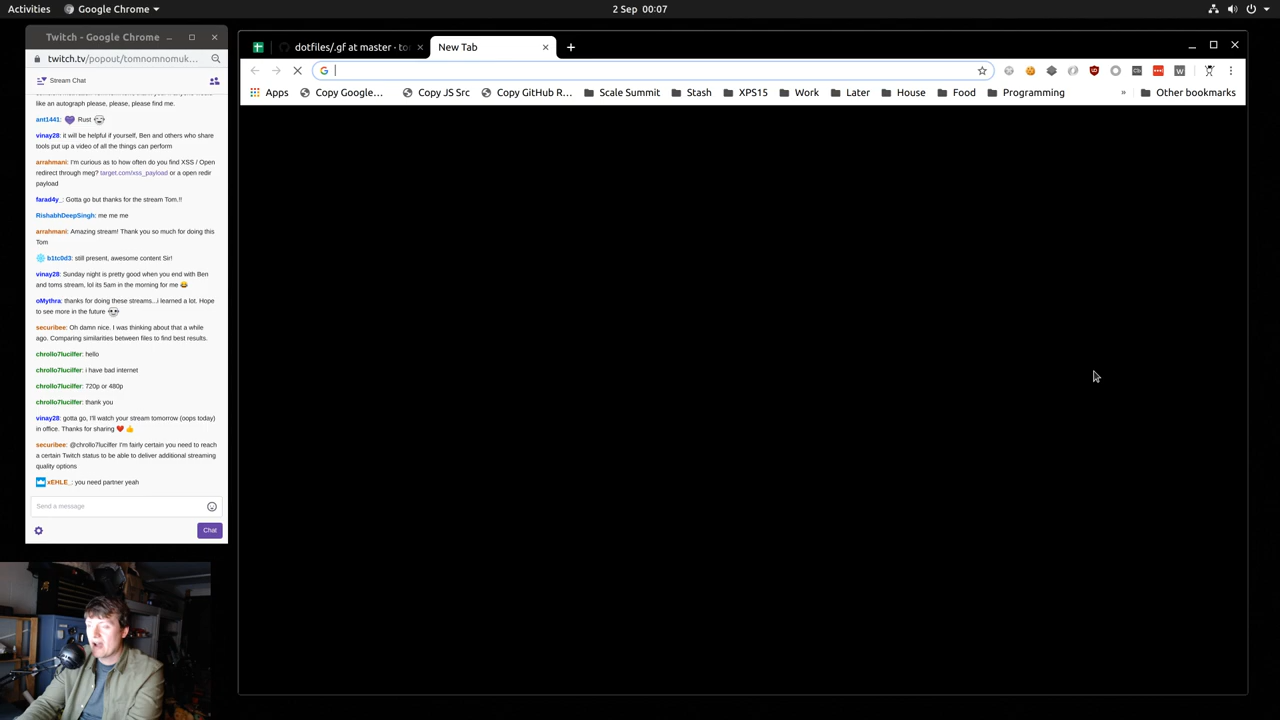 Activities
Google Chrome
2 Sep 00:07
Twitch - Google Chrome
twitch.tv/popout/tomnomnomuk...
Stream Chat
like an autograph please, please, please find me.
ant1441: Rust
vinay28: it will be helpful if yourself, Ben and others who share
tools put up a video of all the things can perform
arrahmani: I'm curious as to how often do you find XSS / Open
redirect through meg? target.com/xss_payload or a open redir
payload
farad4y_: Gotta go but thanks for the stream Tom.!!
RishabhDeepSingh: me me me
arrahmani: Amazing stream! Thank you so much for doing this
Tom
b1tc0d3: still present, awesome content Sir!
vinay28: Sunday night is pretty good when you end with Ben
and toms stream, lol its 5am in the morning for me
oMythra: thanks for doing these streams...i learned a lot. Hope
to see more in the future
securibee: Oh damn nice. I was thinking about that a while
ago. Comparing similarities between files to find best results.
chrollo7lucilfer: hello
chrollo7lucilfer: i have bad internet
chrollo7lucilfer: 720p or 480p
chrollo7lucilfer: thank you
vinay28: gotta go, I'll watch your stream tomorrow (oops today)
in office. Thanks for sharing
securibee: @chrollo7lucilfer I'm fairly certain you need to reach
a certain Twitch status to be able to deliver additional streaming
quality options
xEHLE_: you need partner yeah
Send a message
Chat
dotfiles/.gf at master · to
New Tab
Apps
Copy Google...
Copy JS Src
Copy GitHub R...
Scale Summit
Stash
XPS15
Work
Later
House
Food
Programming
»
Other bookmarks